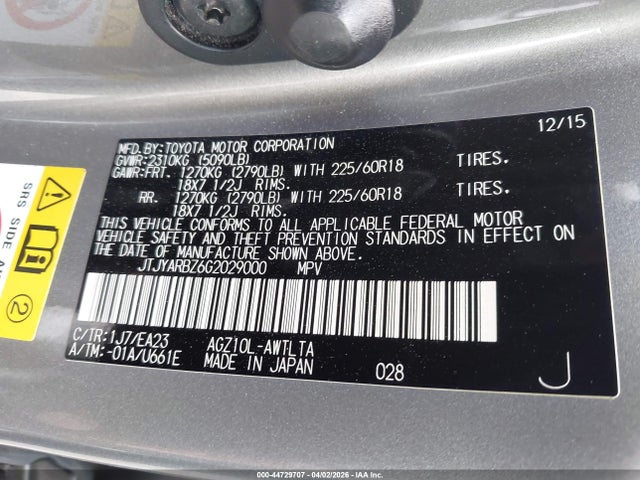 12/15
MFD.BY:TOYOTA MOTOR CORPORATION
GVWR:2310KG (5090LB)
GAWR:FRT. 1270KG (2790LB) WITH 225/60R18 TIRES.
18X7 1/2J RIMS.
RR. 1270KG (2790LB) WITH 225/60R18 TIRES.
18X7 1/2J RIMS.
THIS VEHICLE CONFORMS TO ALL APPLICABLE FEDERAL MOTOR
VEHICLE SAFETY AND THEFT PREVENTION STANDARDS IN EFFECT ON
THE DATE OF MANUFACTURE SHOWN ABOVE.
JTJYARBZ6G2029000 MPV
C/TR:1J7/EA23 AGZ10L-AWTLTA
A/TM:-01A/U661E MADE IN JAPAN 028 J
SRS SIDE
2
000-44729707 - 04/02/2026 - IAA Inc.